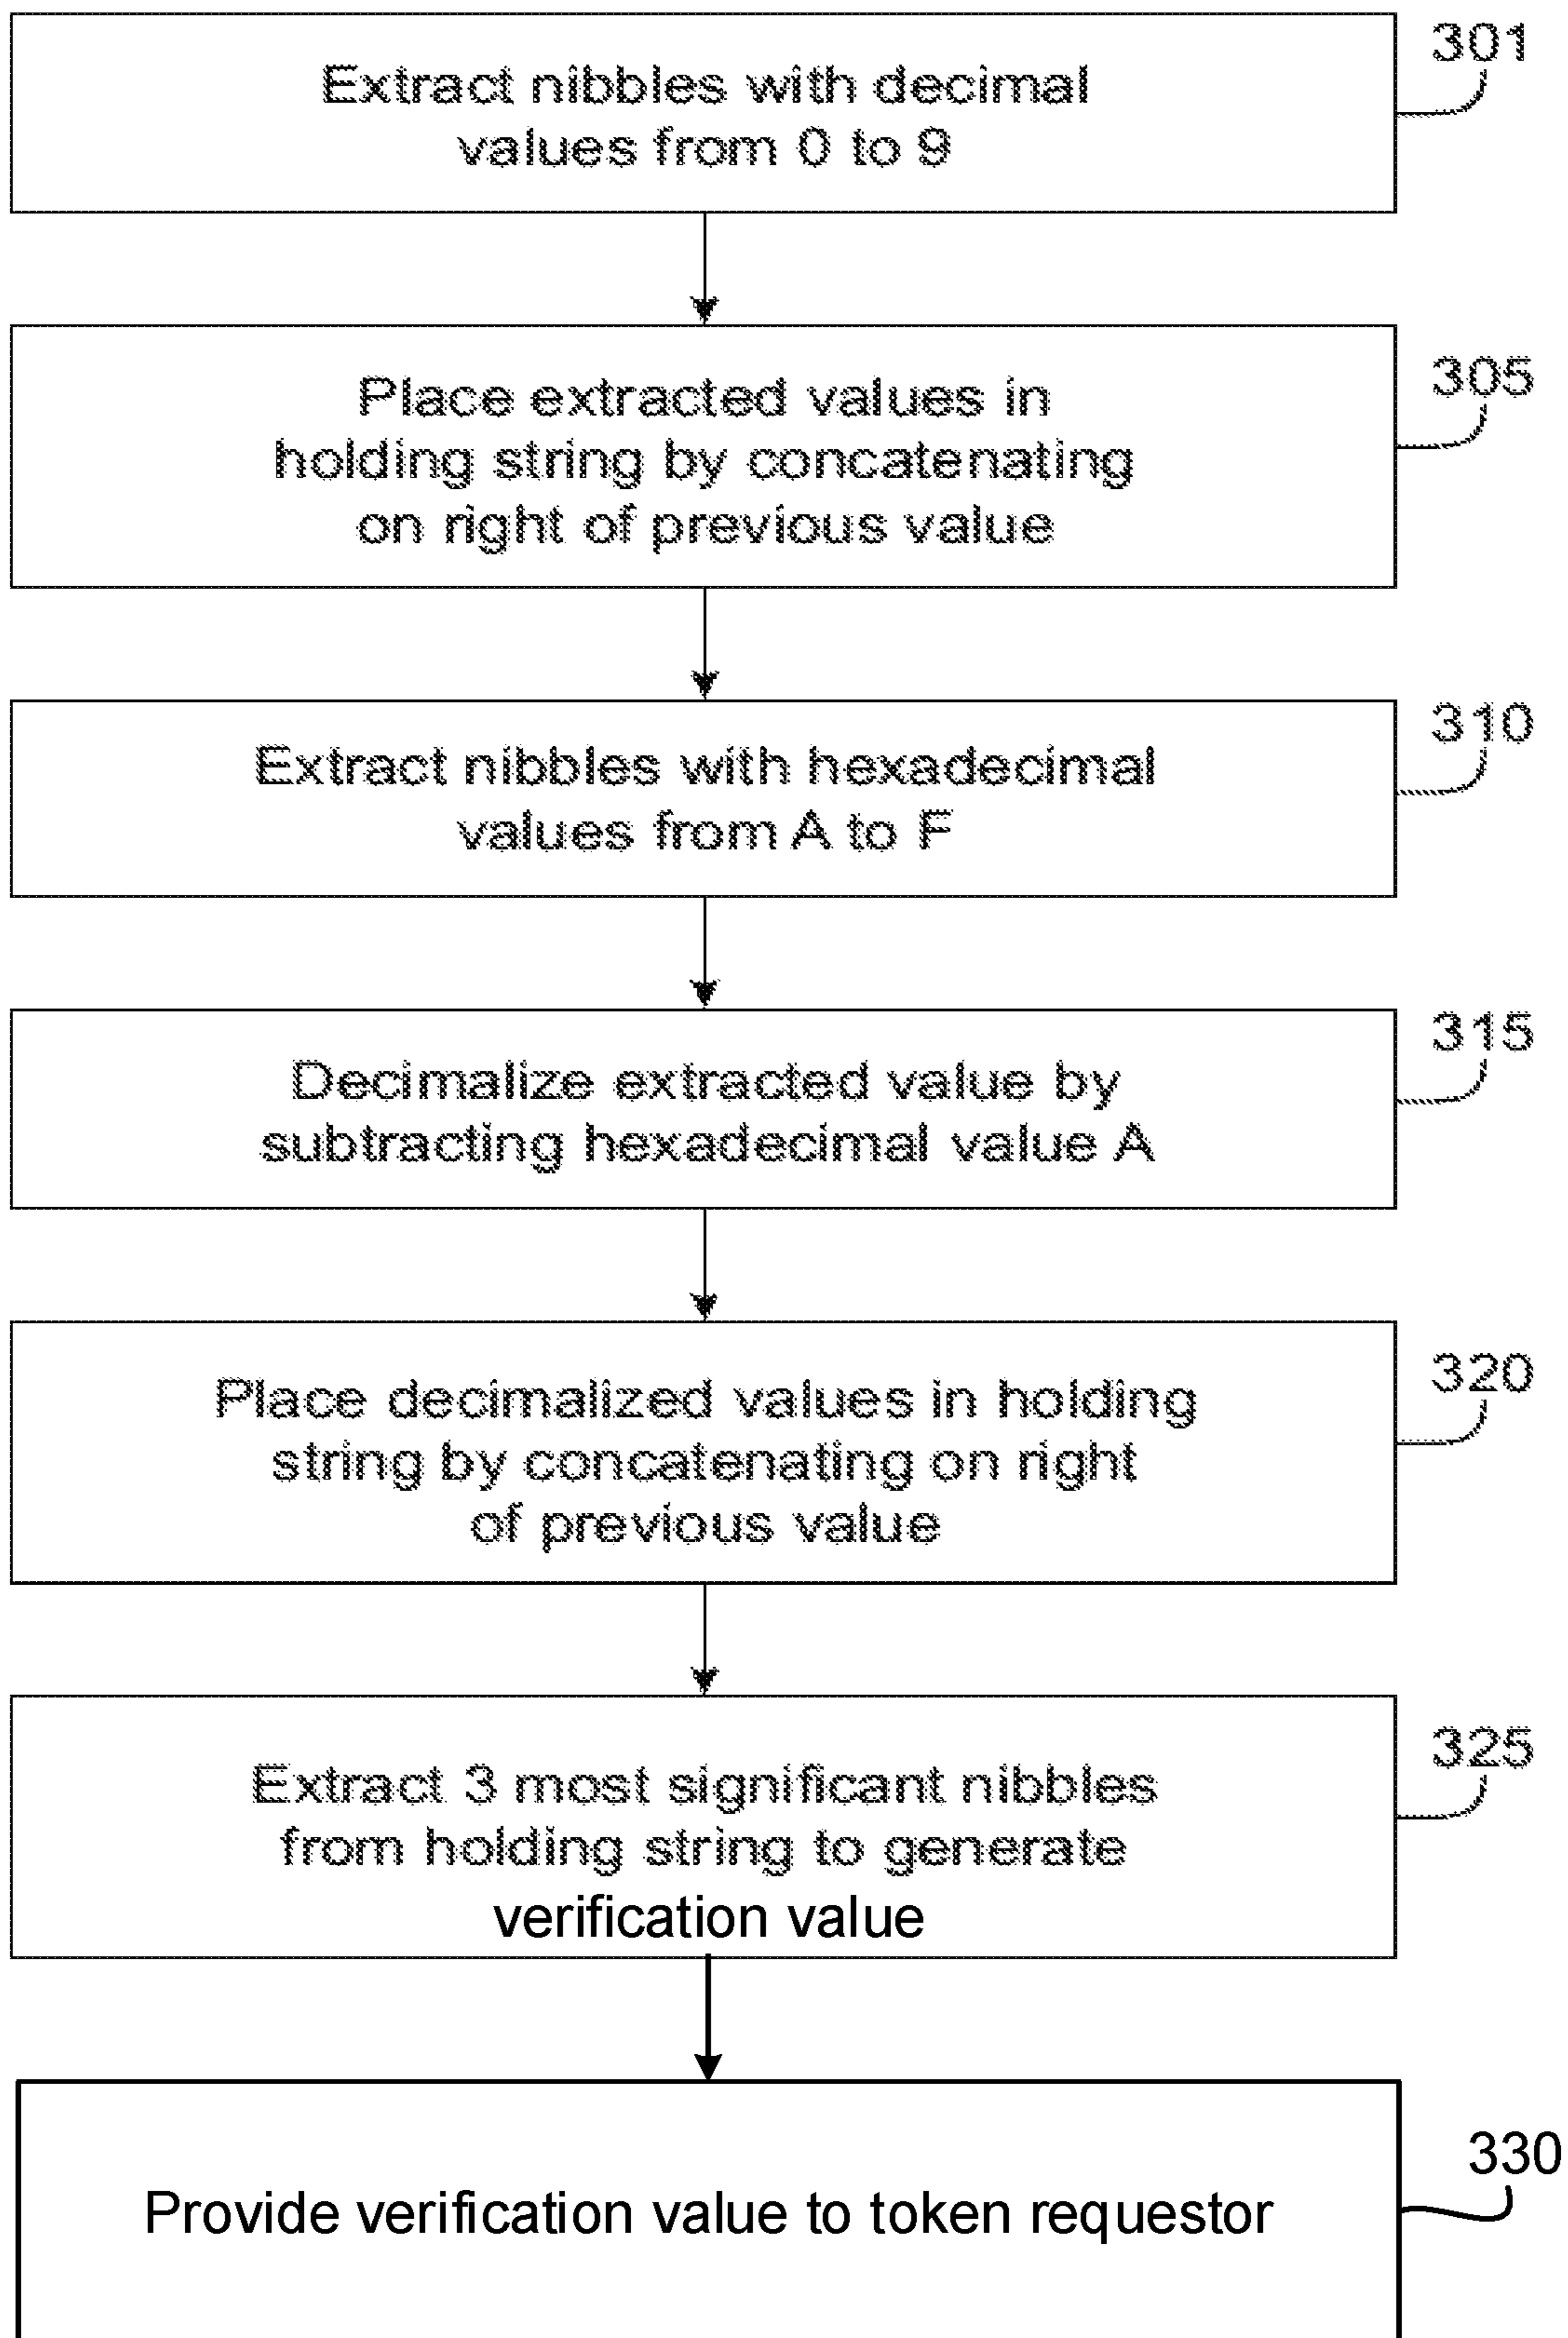 Extract nibbles with decimal
values from 0 to 9
301
Place extracted values in
holding string by concatenating
on right of previous value
305
Extract nibbles with hexadecimal
values from A to F
310
Decimalize extracted value by
subtracting hexadecimal value A
315
Place decimalized values in holding
string by concatenating on right
of previous value
320
Extract 3 most significant nibbles
from holding string to generate
verification value
325
Provide verification value to token requestor
330